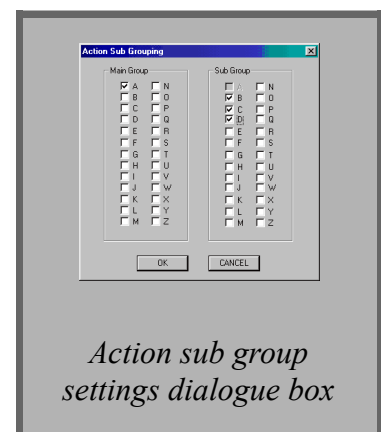 Action Sub Grouping
Main Group
Sub Group
A N
B O
C P
D Q
E R
F S
G T
H U
I V
J W
K X
L Y
M Z
A N
B O
C P
D Q
E R
F S
G T
H U
I V
J W
K X
L Y
M Z
OK
CANCEL
Action sub group
settings dialogue box